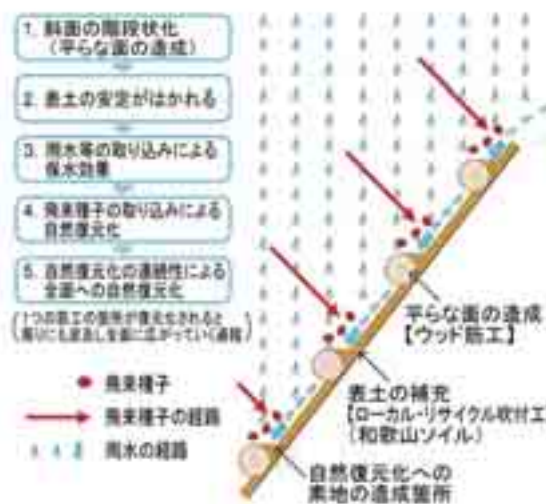 1. 斜面の階段状化
(平らな面の造成)
2. 表土の安定がはかれる
3. 雨水等の取り込みによる
保水効果
4. 飛来種子の取り込みによる
自然復元化
5. 自然復元化の連続性による
全面への自然復元化
(1つの筋工の箇所が復元化されると
周りにも波及し全面に広がっていく過程)
飛来種子
飛来種子の経路
雨水の経路
平らな面の造成
【ウッド筋工】
表土の補充
【ローカル・リサイクル吹付工】
(和歌山ソイル)
自然復元化への
素地の造成箇所